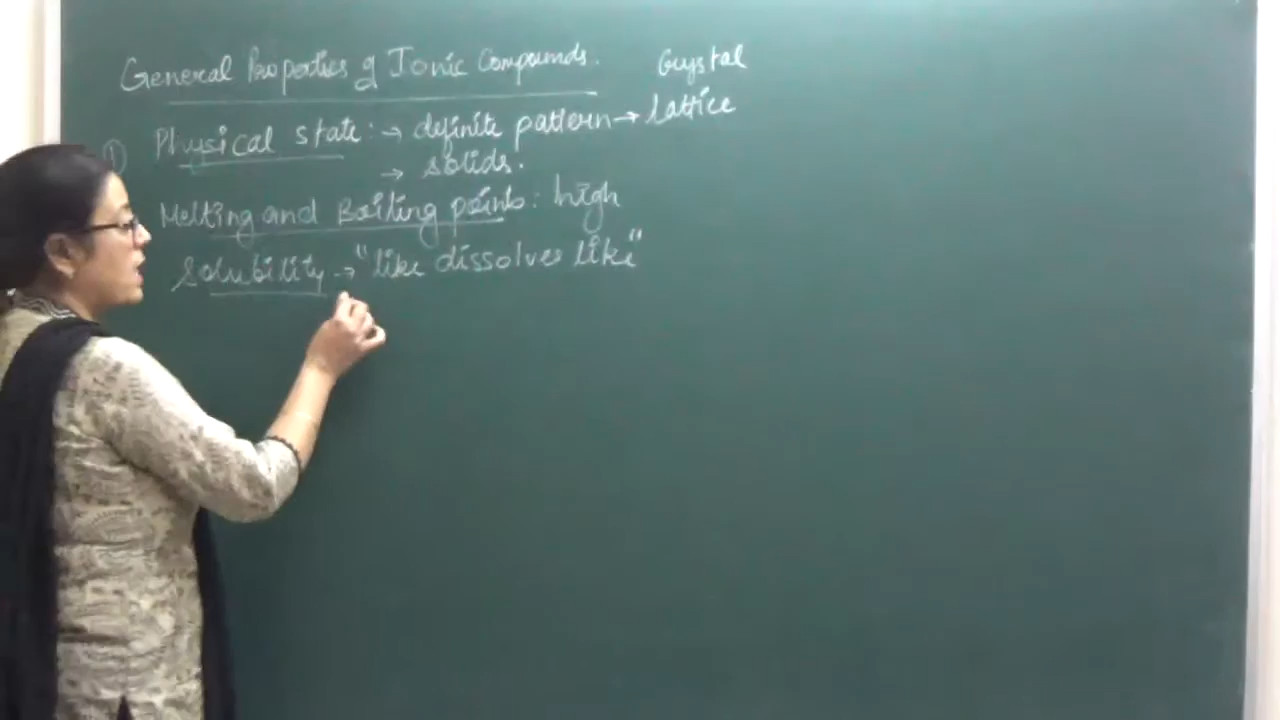 General Properties of Ionic Compounds.
① Physical state : → definite pattern → Crystal lattice
→ solids.
Melting and Boiling points : high
Solubility → "like dissolves like"